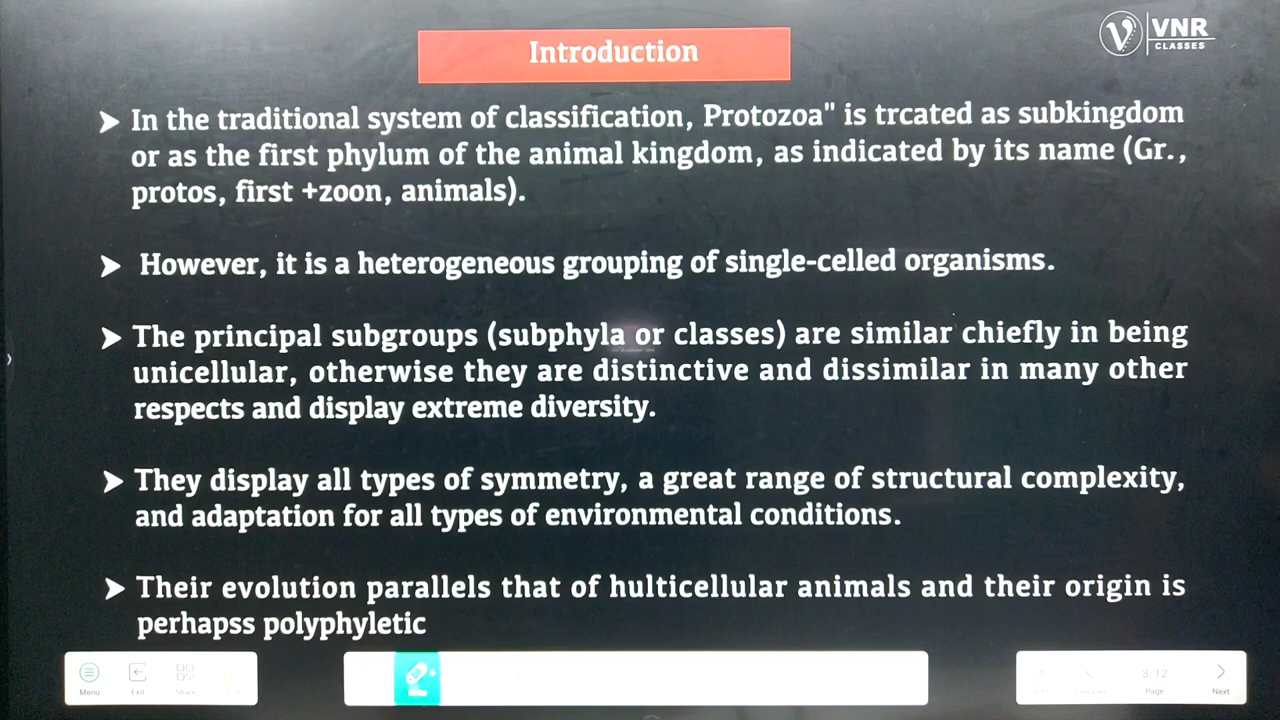 VNR
CLASSES
Introduction
➤ In the traditional system of classification, Protozoa" is trcated as subkingdom
or as the first phylum of the animal kingdom, as indicated by its name (Gr.,
protos, first +zoon, animals).
➤ However, it is a heterogeneous grouping of single-celled organisms.
➤ The principal subgroups (subphyla or classes) are similar chiefly in being
unicellular, otherwise they are distinctive and dissimilar in many other
respects and display extreme diversity.
➤ They display all types of symmetry, a great range of structural complexity,
and adaptation for all types of environmental conditions.
➤ Their evolution parallels that of hulticellular animals and their origin is
perhapss polyphyletic
Menu Exit Share
8/12
Page Next